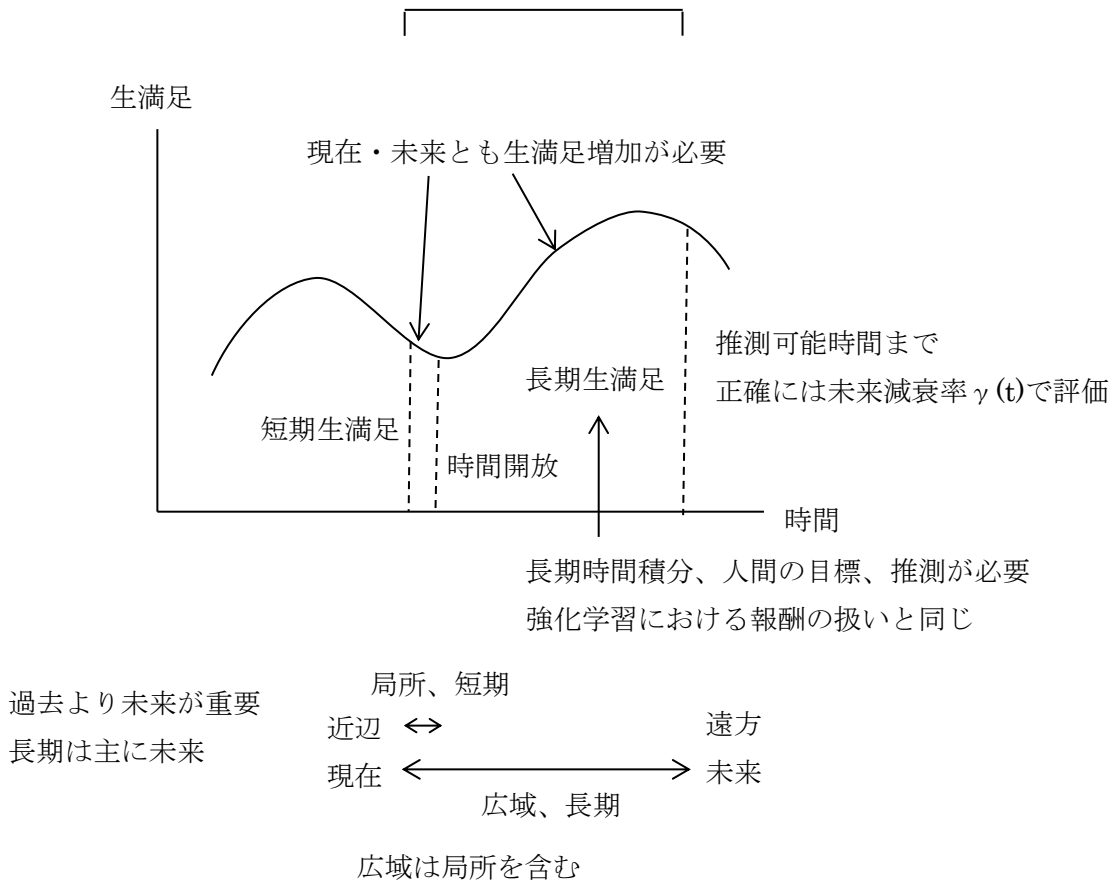 生満足
現在・未来とも生満足増加が必要
推測可能時間まで
正確には未来減衰率γ(t)で評価
長期生満足
短期生満足
時間開放
時間
長期時間積分、人間の目標、推測が必要
強化学習における報酬の扱いと同じ
過去より未来が重要
長期は主に未来
局所、短期
近辺
遠方
現在
未来
広域、長期
広域は局所を含む